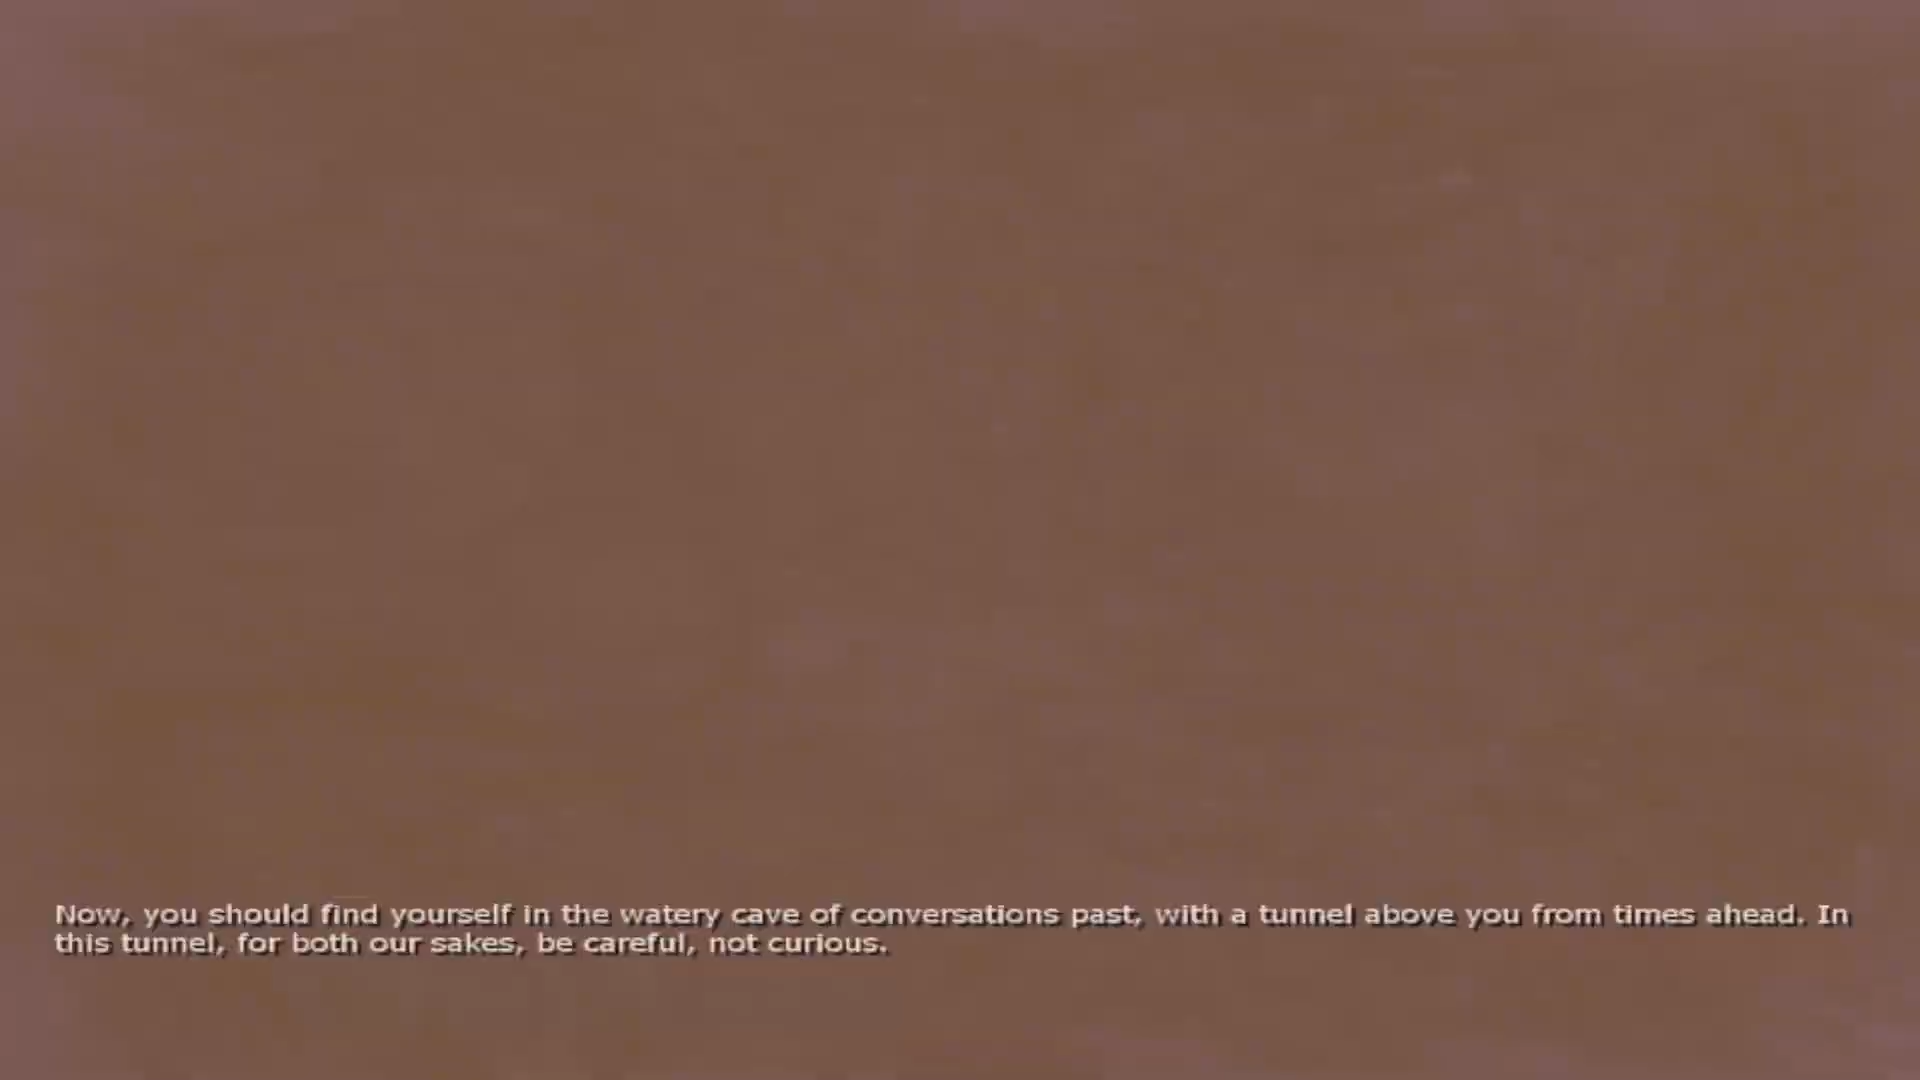 Now, you should find yourself in the watery cave of conversations past, with a tunnel above you from times ahead. In
this tunnel, for both our sakes, be careful, not curious.